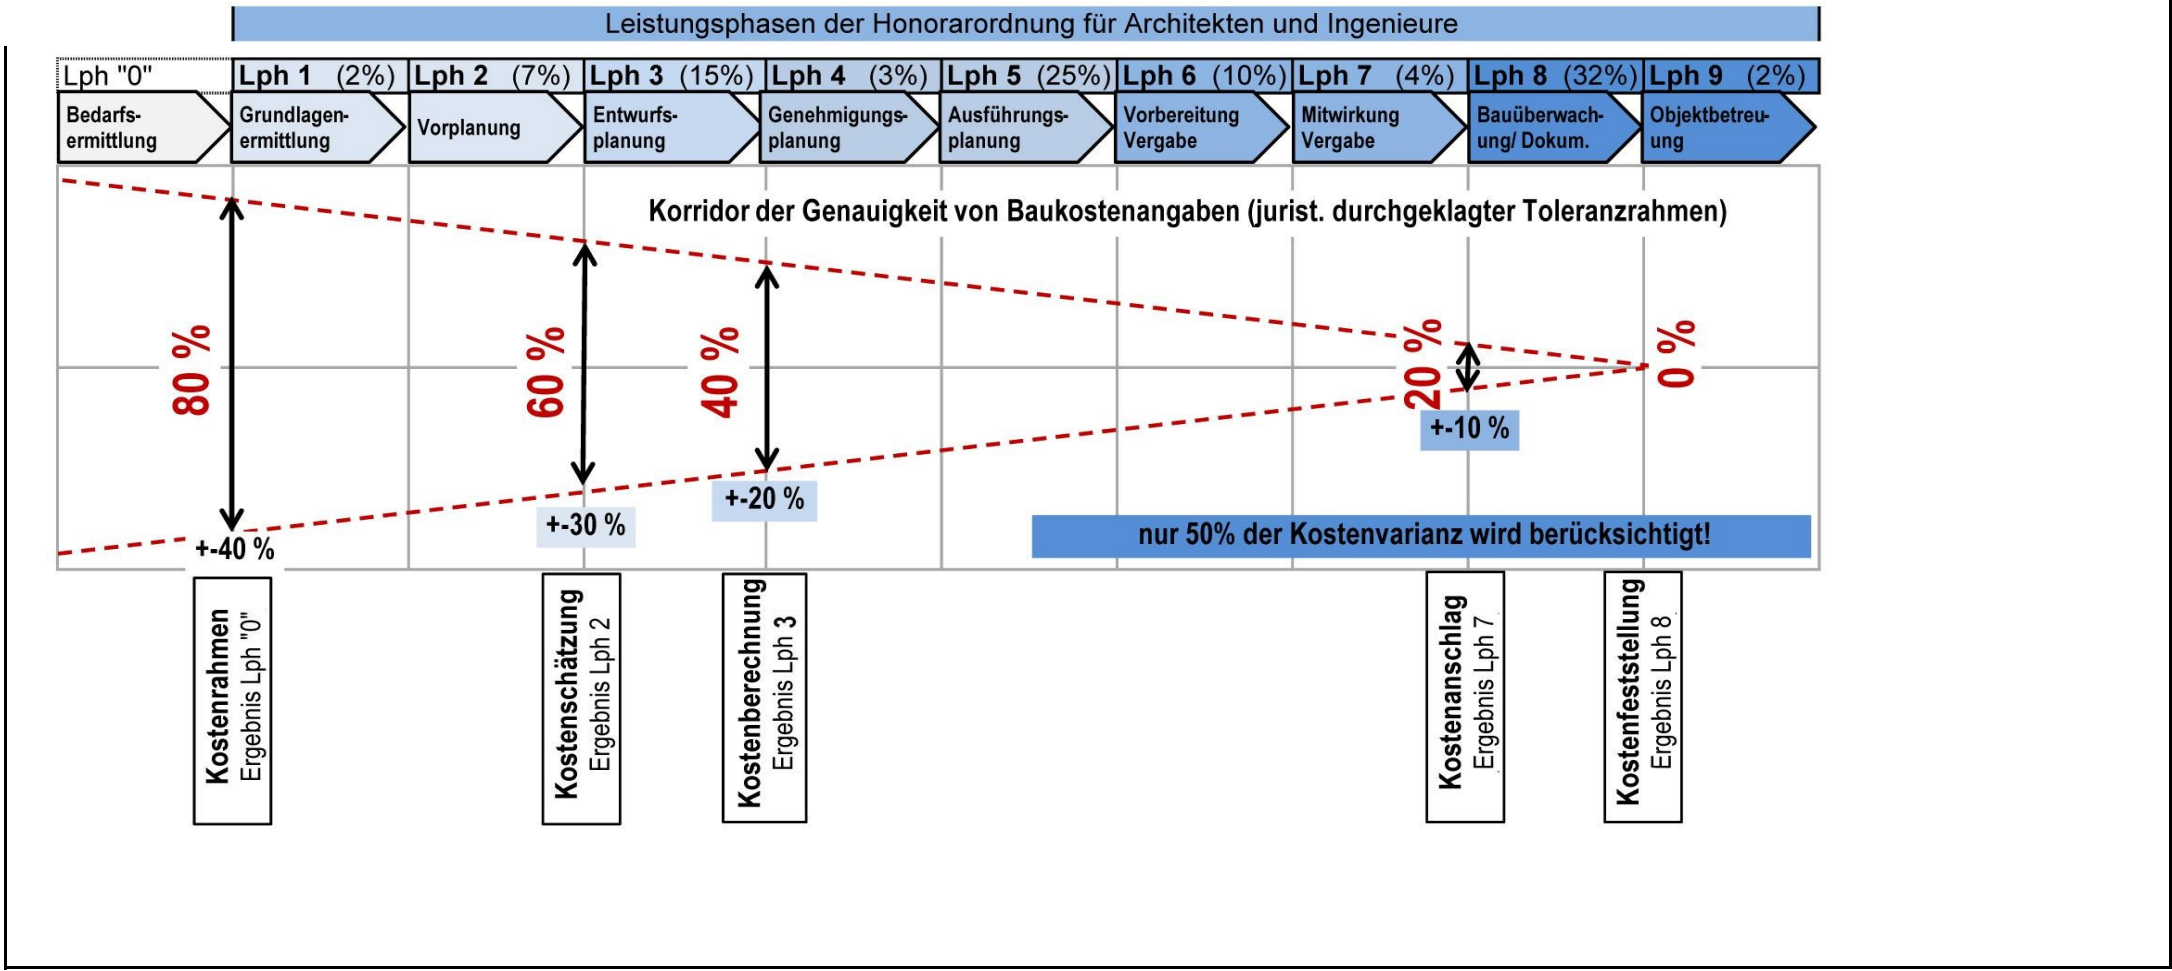 Leistungsphasen der Honorarordnung für Architekten und Ingenieure
Lph "0"
Lph 1 (2%)
Lph 2 (7%)
Lph 3 (15%)
Lph 4 (3%)
Lph 5 (25%)
Lph 6 (10%)
Lph 7 (4%)
Lph 8 (32%)
Lph 9 (2%)
Bedarfs-
ermittlung
Grundlagen-
ermittlung
Vorplanung
Entwurfs-
planung
Genehmigungs-
planung
Ausführungs-
planung
Vorbereitung
Vergabe
Mitwirkung
Vergabe
Bauüberwach-
ung/ Dokum.
Objektbetreu-
ung
Korridor der Genauigkeit von Baukostenangaben (jurist. durchgeklagter Toleranzrahmen)
80 %
60 %
40 %
20 %
0 %
+-40 %
+-30 %
+-20 %
+-10 %
nur 50% der Kostenvarianz wird berücksichtigt!
Kostenrahmen
Ergebnis Lph "0"
Kostenschätzung
Ergebnis Lph 2
Kostenberechnung
Ergebnis Lph 3
Kostenanschlag
Ergebnis Lph 7
Kostenfeststellung
Ergebnis Lph 8